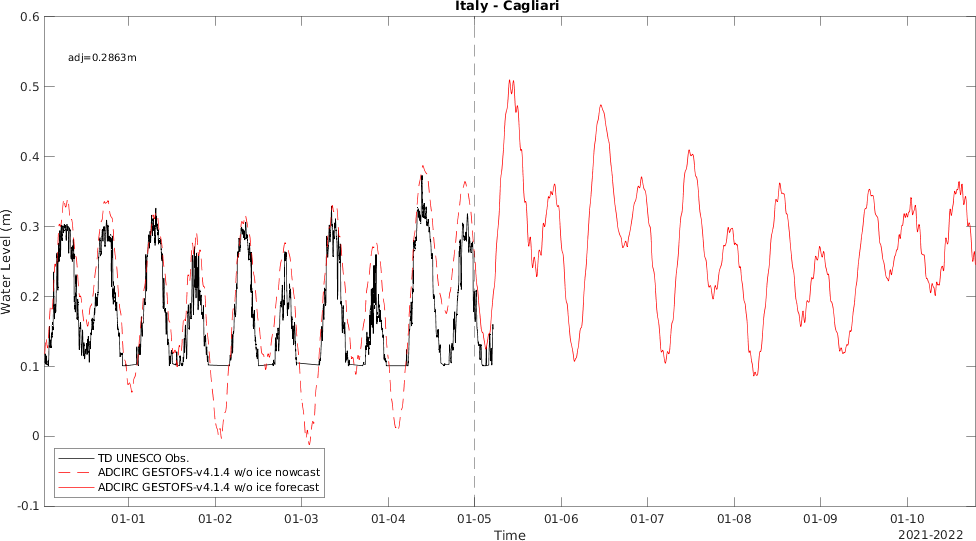 Italy - Cagliari
adj=0.2863m
Water Level (m)
0.6
0.5
0.4
0.3
0.2
0.1
0
-0.1
TD UNESCO Obs.
ADCIRC GESTOFS-v4.1.4 w/o ice nowcast
ADCIRC GESTOFS-v4.1.4 w/o ice forecast
01-01 01-02 01-03 01-04 01-05 01-06 01-07 01-08 01-09 01-10
Time
2021-2022